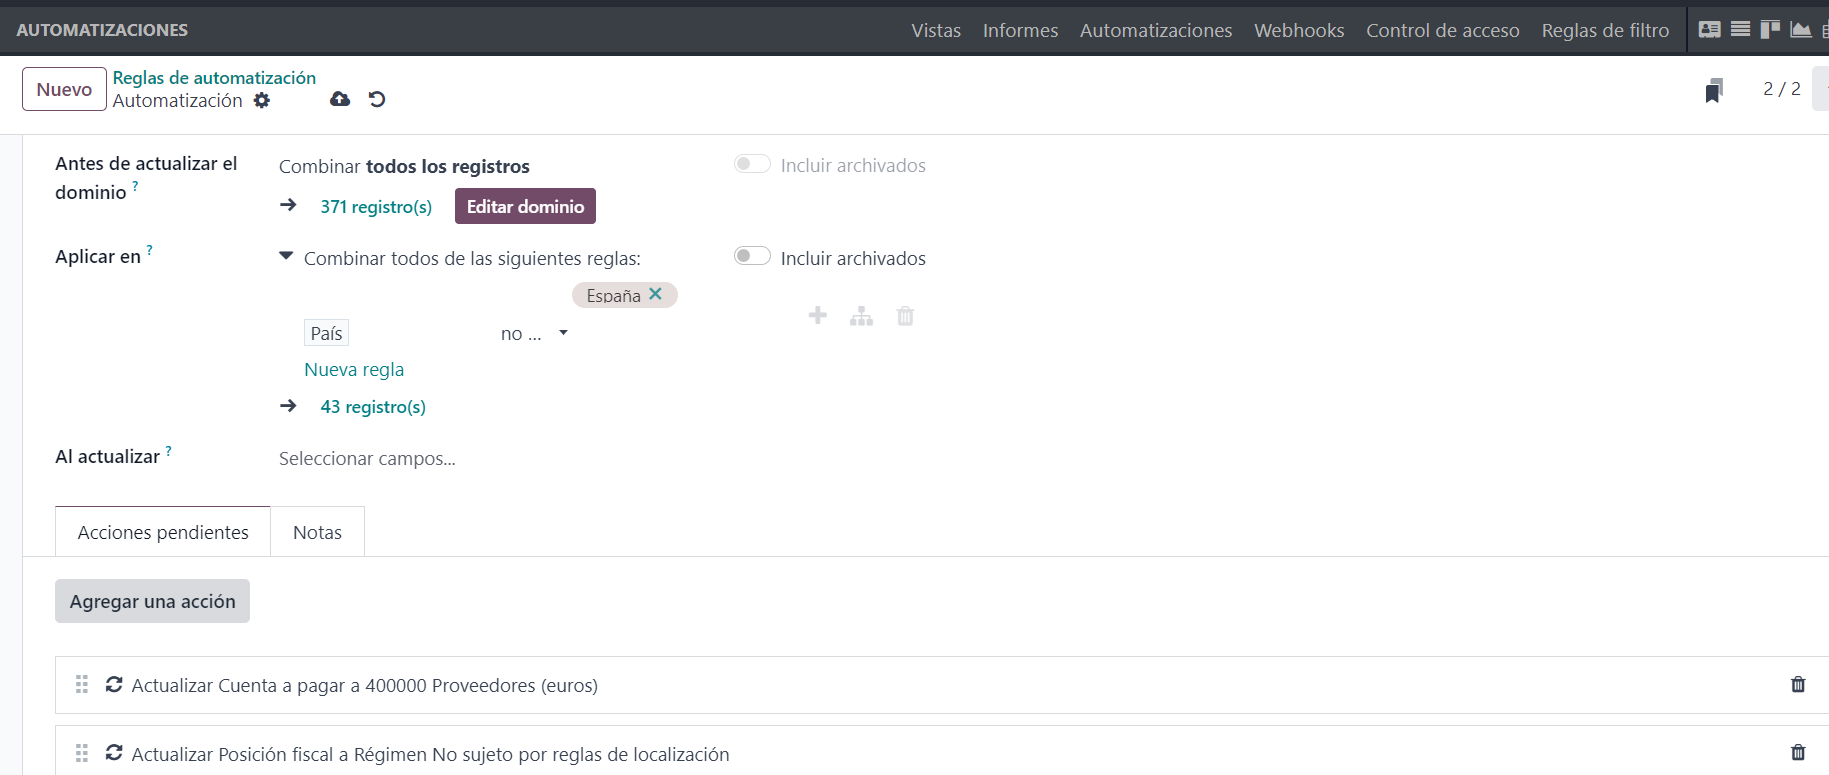 AUTOMATIZACIONES Vistas Informes Automatizaciones Webhooks Control de acceso Reglas de filtro
Nuevo Reglas de automatización
Automatización 2 / 2
Antes de actualizar el dominio ? Combinar todos los registros Incluir archivados
371 registro(s) Editar dominio
Aplicar en ? Combinar todos de las siguientes reglas: Incluir archivados
España
País no ...
Nueva regla
43 registro(s)
Al actualizar ? Seleccionar campos...
Acciones pendientes Notas
Agregar una acción
Actualizar Cuenta a pagar a 400000 Proveedores (euros)
Actualizar Posición fiscal a Régimen No sujeto por reglas de localización